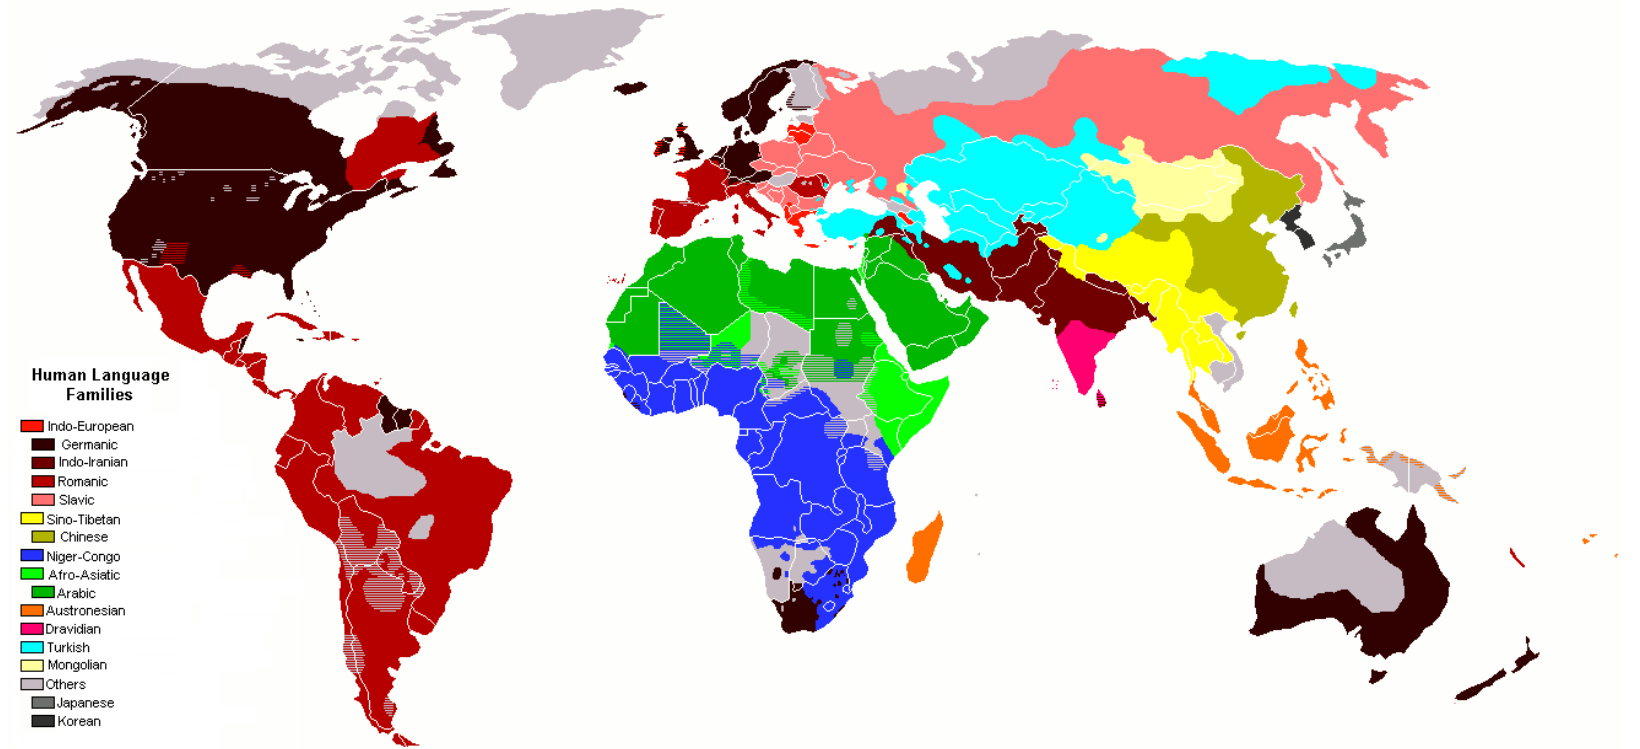 Human Language
Families
Indo-European
Germanic
Indo-Iranian
Romanic
Slavic
Sino-Tibetan
Chinese
Niger-Congo
Afro-Asiatic
Arabic
Austronesian
Dravidian
Turkish
Mongolian
Others
Japanese
Korean